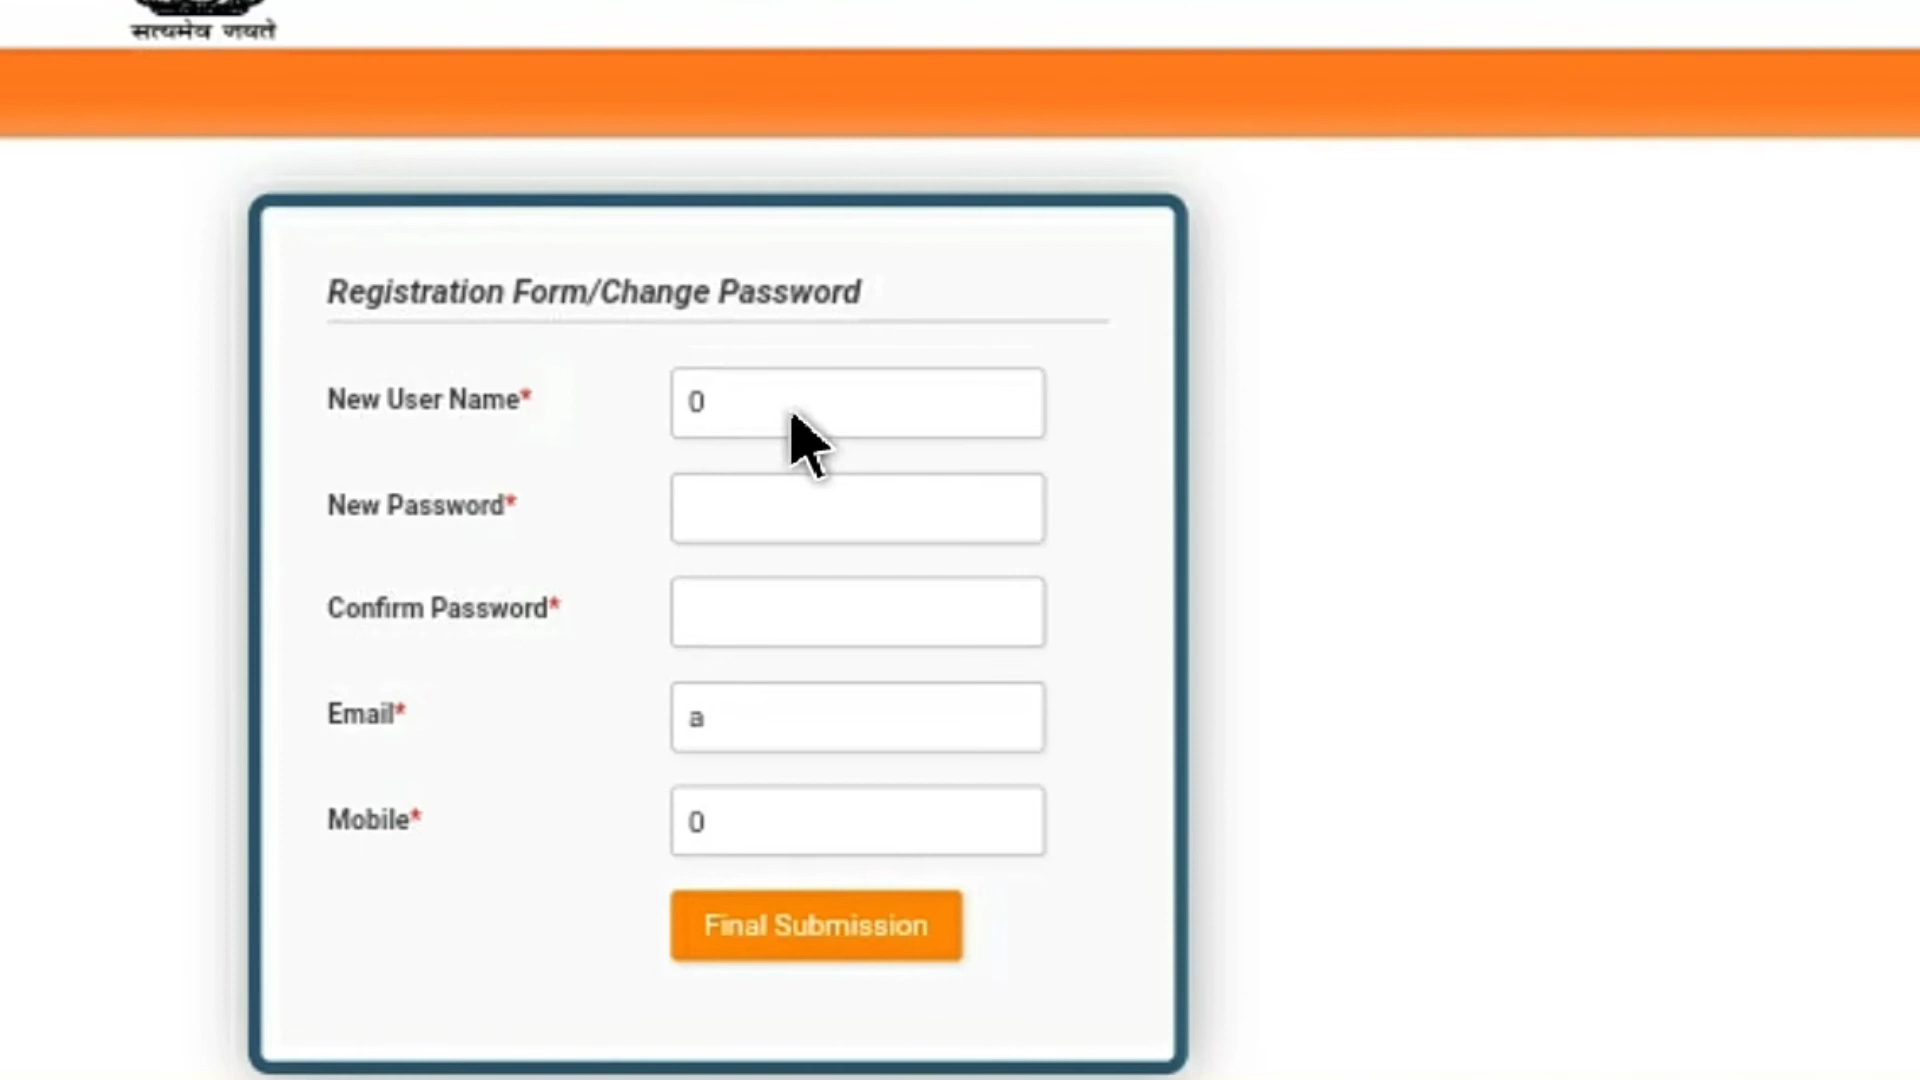 सत्यमेव जयते
Registration Form/Change Password
New User Name* 0
New Password*
Confirm Password*
Email* a
Mobile* 0
Final Submission